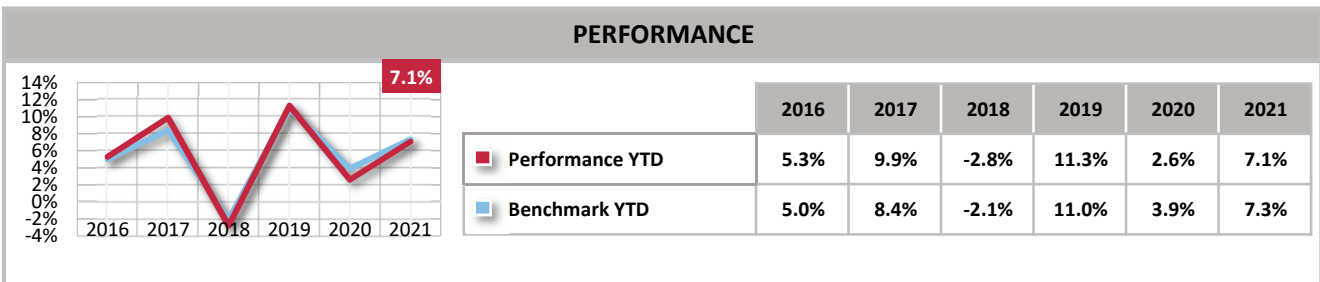 PERFORMANCE
7.1%
14%
12%
10%
8%
6%
4%
2%
0%
-2%
-4%
2016 2017 2018 2019 2020 2021
2016 2017 2018 2019 2020 2021
Performance YTD 5.3% 9.9% -2.8% 11.3% 2.6% 7.1%
Benchmark YTD 5.0% 8.4% -2.1% 11.0% 3.9% 7.3%